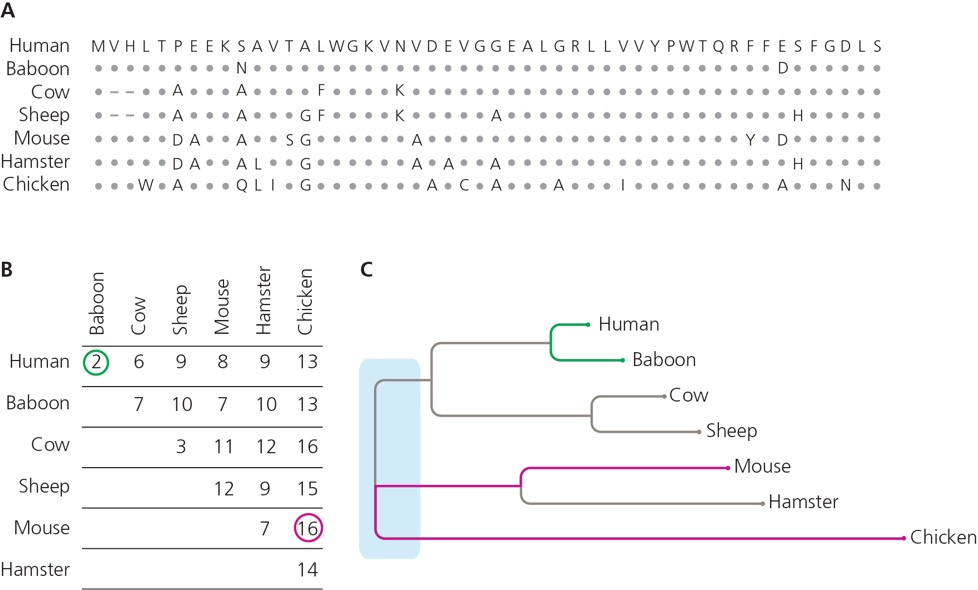 A
Human M V H L T P E E K S A V T A L W G K V N V D E V G G E A L G R L L V V Y P W T Q R F F E S F G D L S
Baboon • • • • • • • • • N • • • • • • • • • • • • • • • • • • • • • • • • • • • • • • • • • D • • • • • •
Cow • – – • • A • • • A • • • • F • • • • K • • • • • • • • • • • • • • • • • • • • • • • • • • • • • •
Sheep • – – • • A • • • A • • • G F • • • • K • • • • • A • • • • • • • • • • • • • • • • • • H • • • • •
Mouse • • • • • D A • • A • • S G • • • • • • A • • • • • • • • • • • • • • • • • • • • Y • D • • • • • •
Hamster • • • • • D A • • A L • • G • • • • • • A • A • • A • • • • • • • • • • • • • • • • • • H • • • • •
Chicken • • • W • A • • • Q L I • G • • • • • • • A • C • A • • • A • • • I • • • • • • • • • A • • • N • •
B
Baboon Cow Sheep Mouse Hamster Chicken
Human 2 6 9 8 9 13
Baboon 7 10 7 10 13
Cow 3 11 12 16
Sheep 12 9 15
Mouse 7 16
Hamster 14
C
Human
Baboon
Cow
Sheep
Mouse
Hamster
Chicken